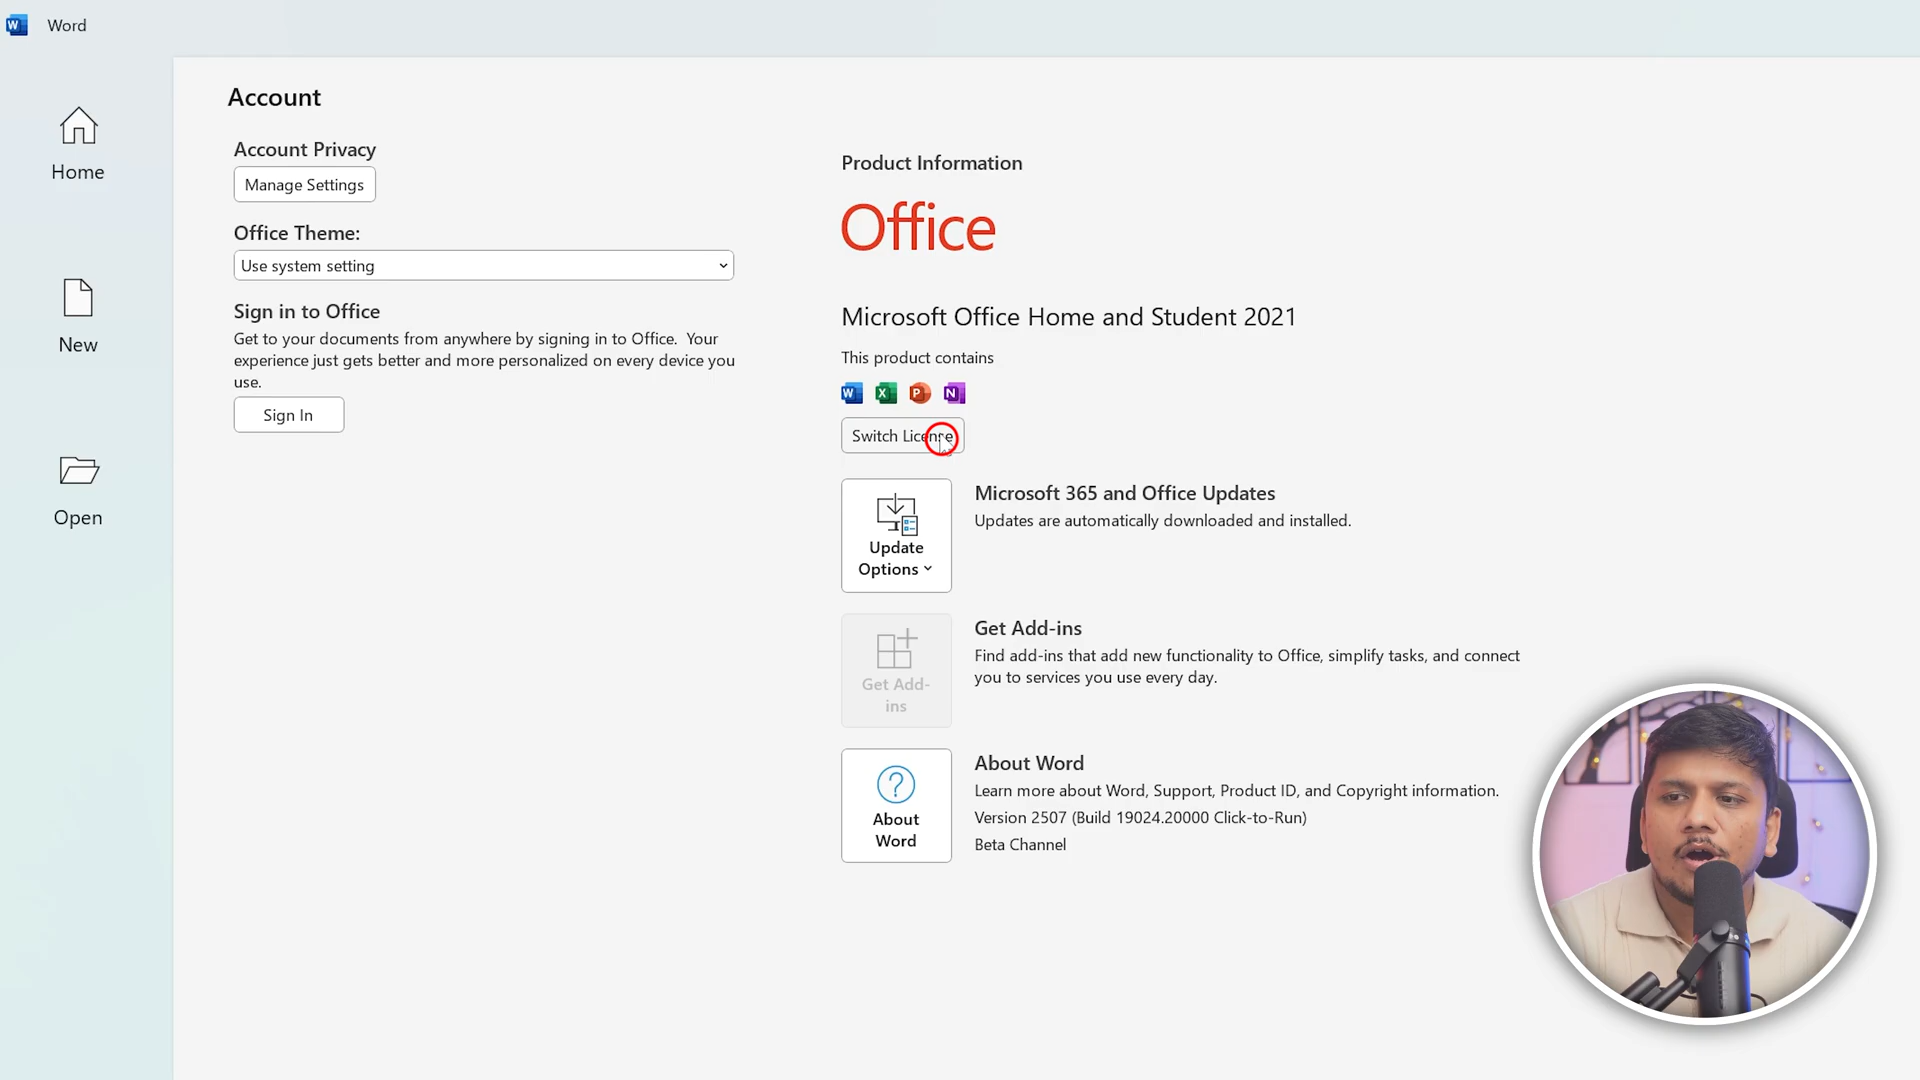 Word
Home
New
Open
Account
Account Privacy
Manage Settings
Office Theme:
Use system setting
Sign in to Office
Get to your documents from anywhere by signing in to Office. Your
experience just gets better and more personalized on every device you
use.
Sign In
Product Information
Office
Microsoft Office Home and Student 2021
This product contains
Switch License
Update
Options
Microsoft 365 and Office Updates
Updates are automatically downloaded and installed.
Get Add-
ins
Get Add-ins
Find add-ins that add new functionality to Office, simplify tasks, and connect
you to services you use every day.
About
Word
About Word
Learn more about Word, Support, Product ID, and Copyright information.
Version 2507 (Build 19024.20000 Click-to-Run)
Beta Channel